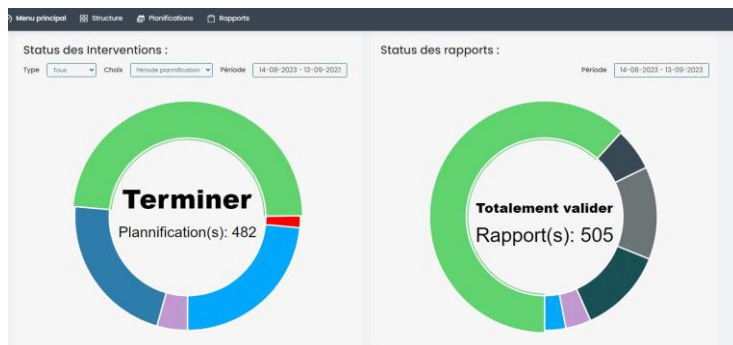 Menu principal Structure Planifications Rapports
Status des Interventions :
Type Tous Choix Période plannification Période 14-08-2023 - 13-09-2023
Terminer
Plannification(s): 482
Status des rapports :
Période 14-08-2023 - 13-09-2023
Totalement valider
Rapport(s): 505